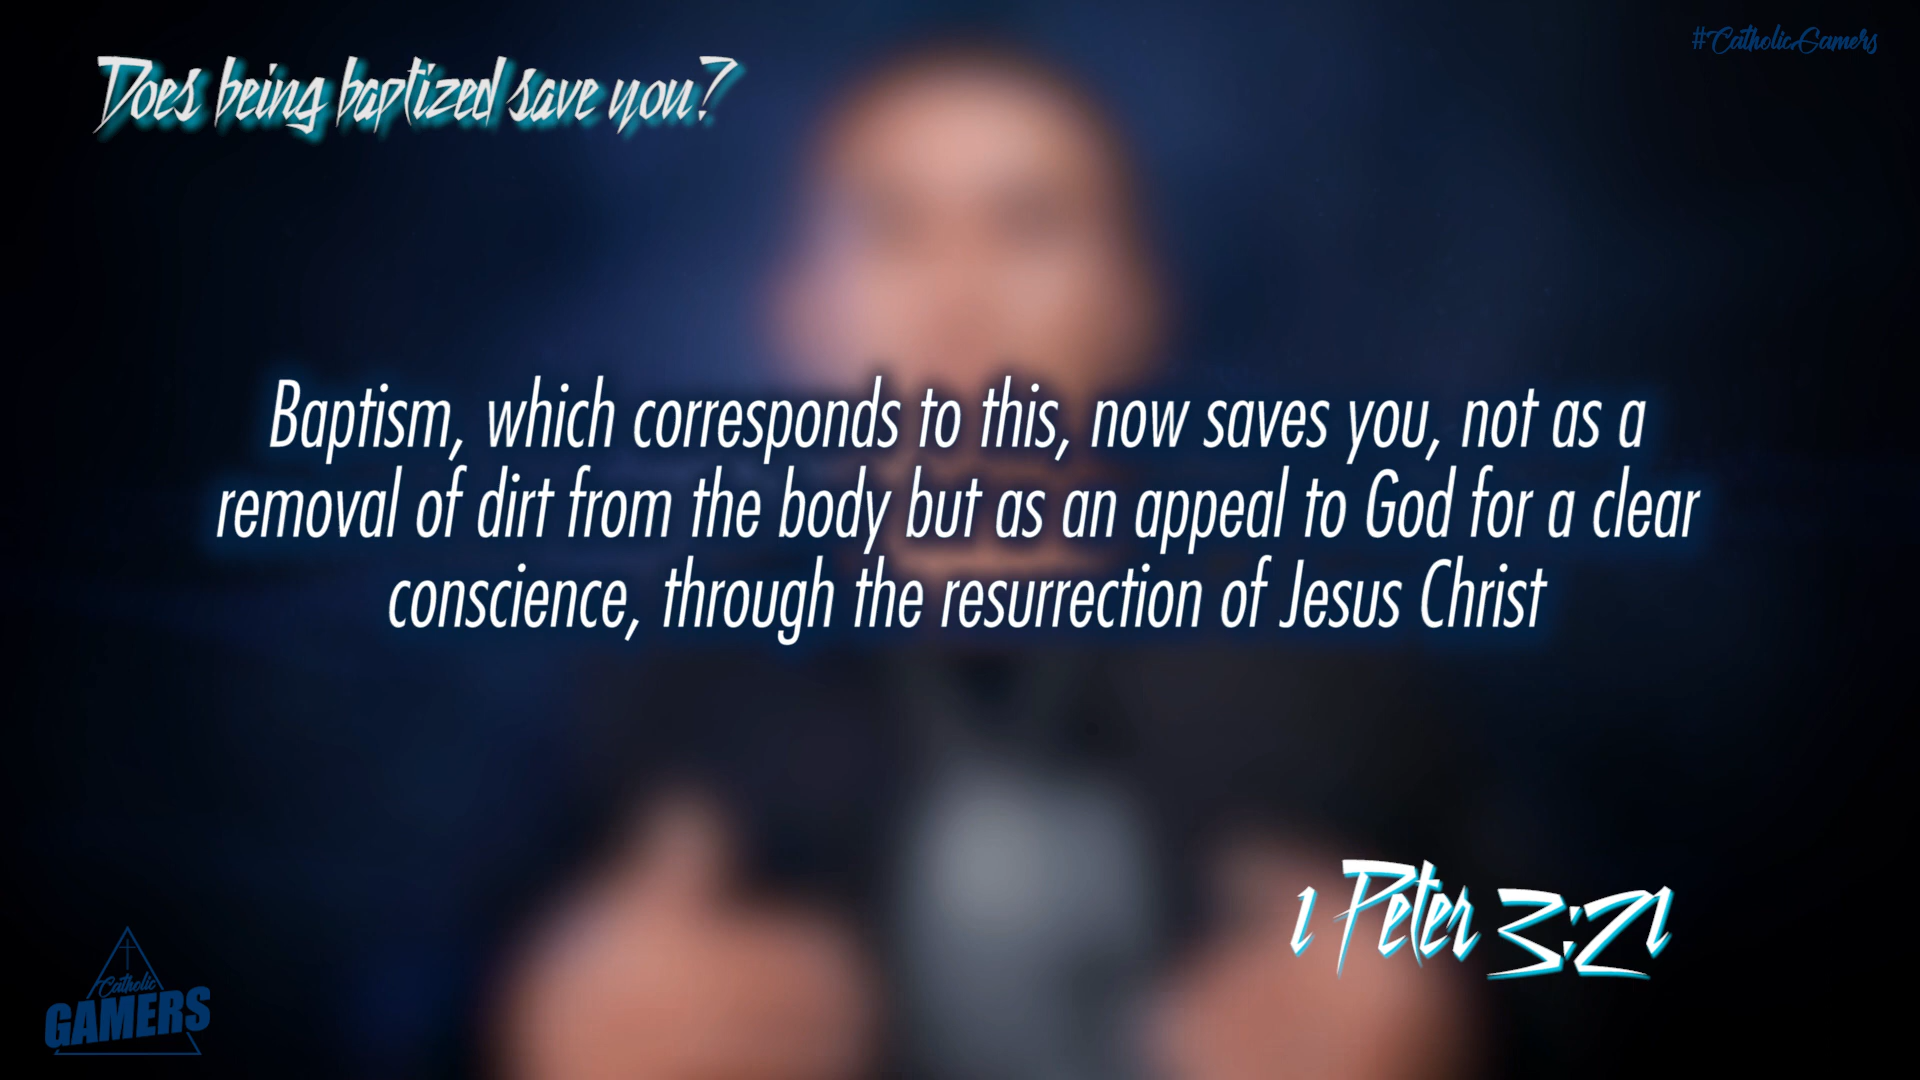 #CatholicGamers
Does being baptized save you?
Baptism, which corresponds to this, now saves you, not as a
removal of dirt from the body but as an appeal to God for a clear
conscience, through the resurrection of Jesus Christ
1 Peter 3:21
Catholic
GAMERS